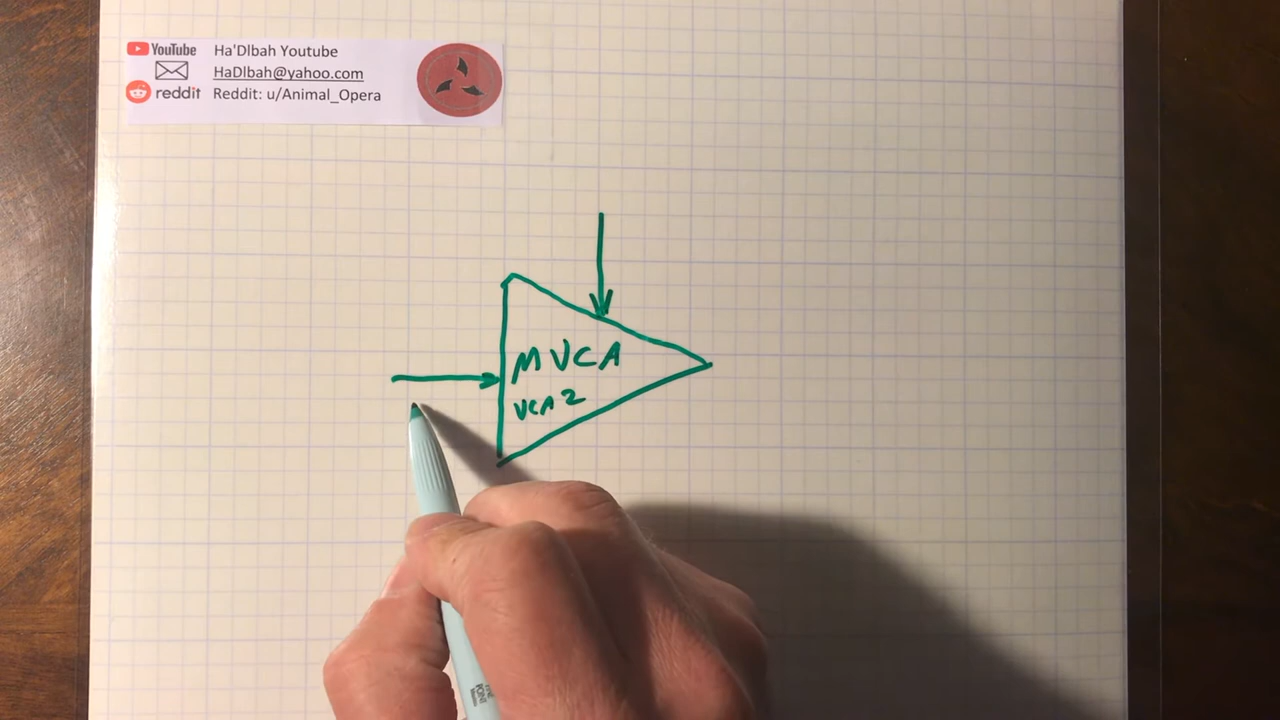 YouTube Ha'Dlbah Youtube
HaDlbah@yahoo.com
reddit Reddit: u/Animal_Opera
MVCA
VCA 2